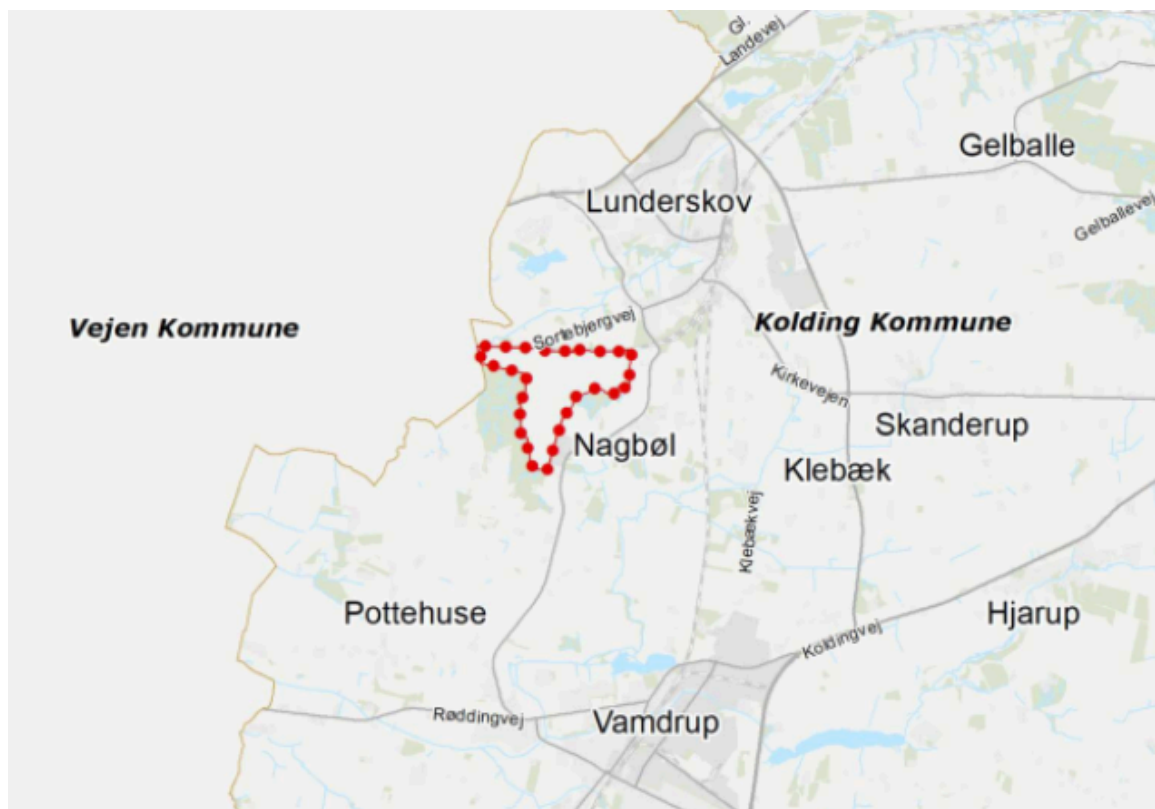 Gl.
Landevej
Gelballe
Lunderskov
Gelballevej
Vejen Kommune
Sortebjergvej
Kolding Kommune
Kirkevejen
Skanderup
Nagbøl
Klebæk
Klebækvej
Pottehuse
Hjarup
Koldingvej
Røddingvej
Vamdrup